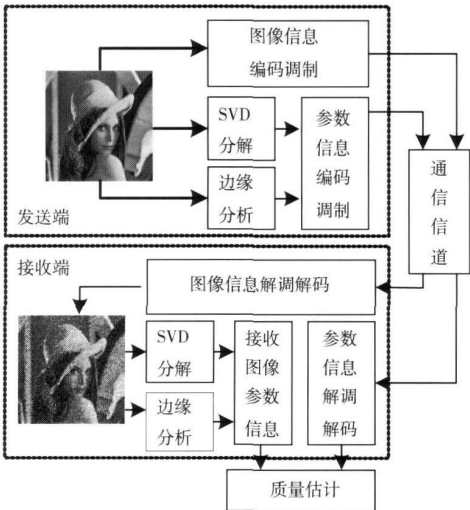 图像信息
编码调制
SVD
分解
参数
信息
编码
调制
边缘
分析
发送端
通
信
信
道
接收端
图像信息解调解码
SVD
分解
接收
图像
参数
信息
参数
信息
解调
解码
边缘
分析
质量估计